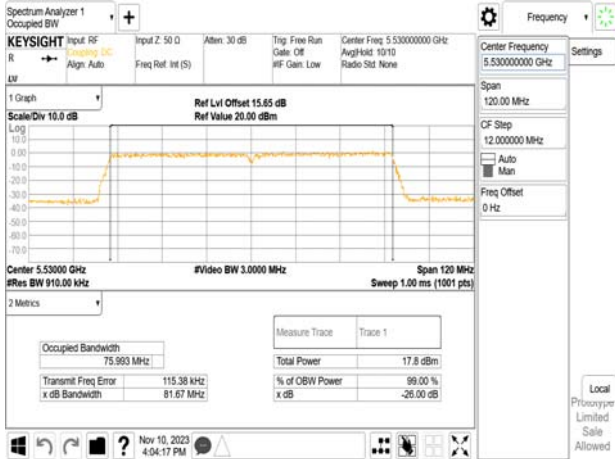 Spectrum Analyzer 1
Occupied BW
Frequency
KEYSIGHT Input: RF
R
Coupling: DC
Align: Auto
Input Z: 50 Ω
Freq Ref: Int (S)
Atten: 30 dB
Trig: Free Run
Gate: Off
#IF Gain: Low
Center Freq: 5.530000000 GHz
Avg|Hold: 10/10
Radio Std: None
Center Frequency
5.530000000 GHz
Settings
Span
120.00 MHz
CF Step
12.000000 MHz
Auto
Man
Freq Offset
0 Hz
1 Graph
Scale/Div 10.0 dB
Ref Lvl Offset 15.65 dB
Ref Value 20.00 dBm
Log
10.0
0.00
-10.0
-20.0
-30.0
-40.0
-50.0
-60.0
-70.0
Center 5.53000 GHz
#Res BW 910.00 kHz
#Video BW 3.0000 MHz
Span 120 MHz
Sweep 1.00 ms (1001 pts)
2 Metrics
Measure Trace Trace 1
Occupied Bandwidth
75.993 MHz
Total Power 17.8 dBm
Transmit Freq Error 115.38 kHz
% of OBW Power 99.00 %
x dB Bandwidth 81.67 MHz
x dB -26.00 dB
Local
Prototype
Limited
Sale
Allowed
?
Nov 10, 2023
4:04:17 PM